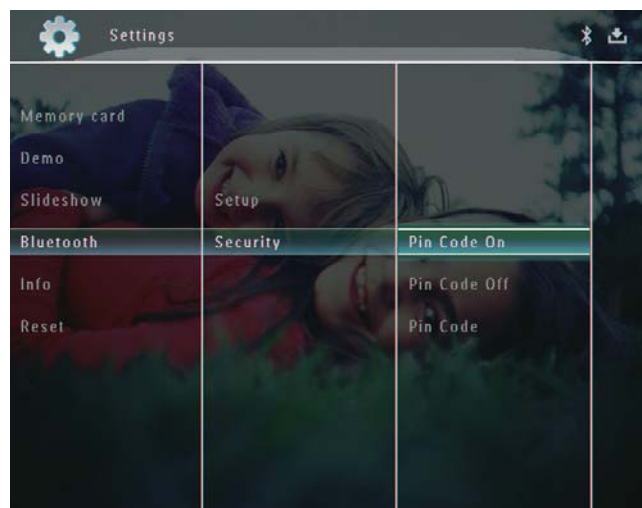 Settings
Memory card
Demo
Slideshow
Bluetooth
Info
Reset
Setup
Security
Pin Code On
Pin Code Off
Pin Code